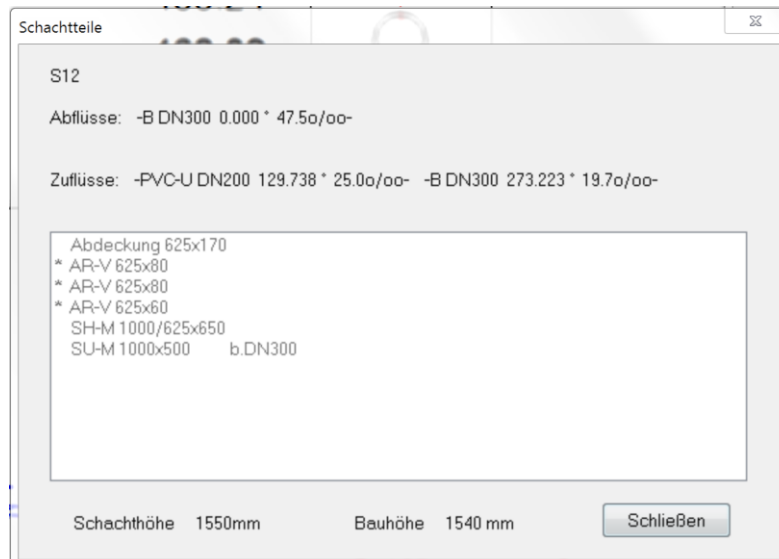 Schachtteile
S12
Abflüsse: -B DN300 0.000 ° 47.5o/oo-
Zuflüsse: -PVC-U DN200 129.738 ° 25.0o/oo- -B DN300 273.223 ° 19.7o/oo-
Abdeckung 625x170
* AR-V 625x80
* AR-V 625x80
* AR-V 625x60
SH-M 1000/625x650
SU-M 1000x500 b.DN300
Schachthöhe 1550mm Bauhöhe 1540 mm Schließen